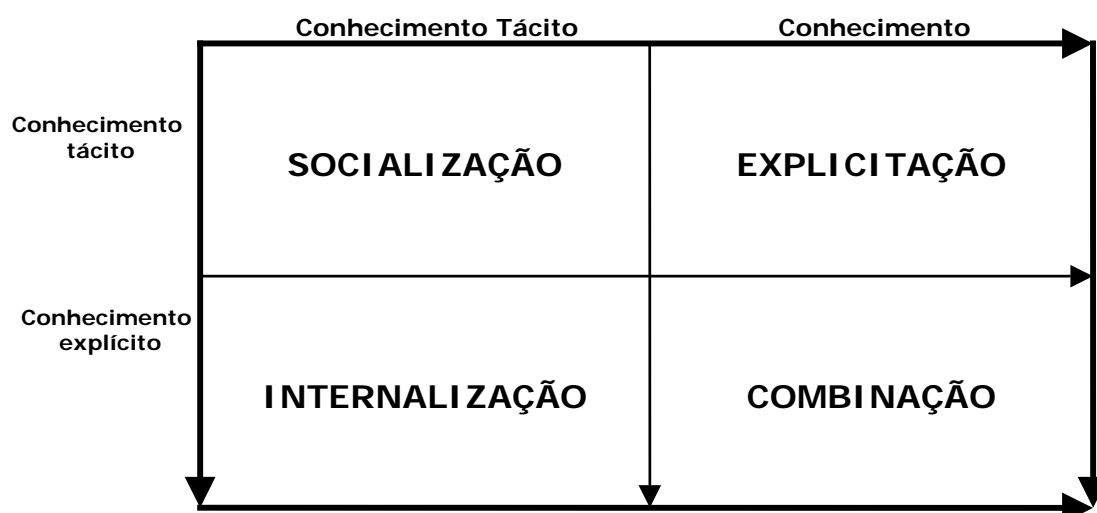 Conhecimento Tácito
Conhecimento
Conhecimento
tácito
SOCIALIZAÇÃO
EXPLICITAÇÃO
Conhecimento
explícito
INTERNALIZAÇÃO
COMBINAÇÃO